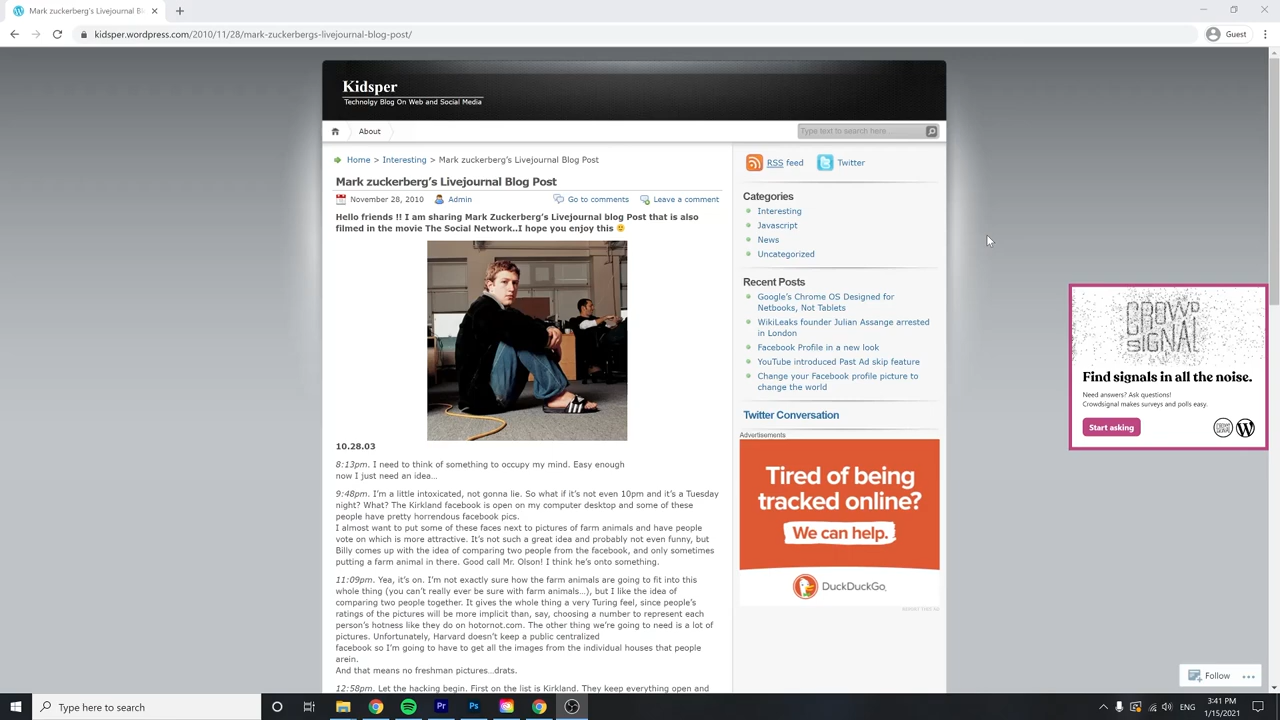 Mark zuckerberg's Livejournal Bl
kidsper.wordpress.com/2010/11/28/mark-zuckerbergs-livejournal-blog-post/
Guest
Kidsper
Technolgy Blog On Web and Social Media
About
Type text to search here...
Home > Interesting > Mark zuckerberg's Livejournal Blog Post
Mark zuckerberg's Livejournal Blog Post
November 28, 2010 Admin Go to comments Leave a comment
Hello friends !! I am sharing Mark Zuckerberg's Livejournal blog Post that is also
filmed in the movie The Social Network..I hope you enjoy this
10.28.03
8:13pm. I need to think of something to occupy my mind. Easy enough
now I just need an idea…
9:48pm. I'm a little intoxicated, not gonna lie. So what if it's not even 10pm and it's a Tuesday
night? What? The Kirkland facebook is open on my computer desktop and some of these
people have pretty horrendous facebook pics.
I almost want to put some of these faces next to pictures of farm animals and have people
vote on which is more attractive. It's not such a great idea and probably not even funny, but
Billy comes up with the idea of comparing two people from the facebook, and only sometimes
putting a farm animal in there. Good call Mr. Olson! I think he's onto something.
11:09pm. Yea, it's on. I'm not exactly sure how the farm animals are going to fit into this
whole thing (you can't really ever be sure with farm animals…), but I like the idea of
comparing two people together. It gives the whole thing a very Turing feel, since people's
ratings of the pictures will be more implicit than, say, choosing a number to represent each
person's hotness like they do on hotornot.com. The other thing we're going to need is a lot of
pictures. Unfortunately, Harvard doesn't keep a public centralized
facebook so I'm going to have to get all the images from the individual houses that people
arein.
And that means no freshman pictures…drats.
12:58pm. Let the hacking begin. First on the list is Kirkland. They keep everything open and
RSS feed Twitter
Categories
Interesting
Javascript
News
Uncategorized
Recent Posts
Google's Chrome OS Designed for
Netbooks, Not Tablets
WikiLeaks founder Julian Assange arrested
in London
Facebook Profile in a new look
YouTube introduced Past Ad skip feature
Change your Facebook profile picture to
change the world
Twitter Conversation
Advertisements
Tired of being
tracked online?
We can help.
DuckDuckGo.
REPORT THIS AD
CROWD
SIGNAL
Find signals in all the noise.
Need answers? Ask questions!
Crowdsignal makes surveys and polls easy.
Start asking
Follow
Type here to search
Pr
Ps
ENG
3:41 PM
1/15/2021